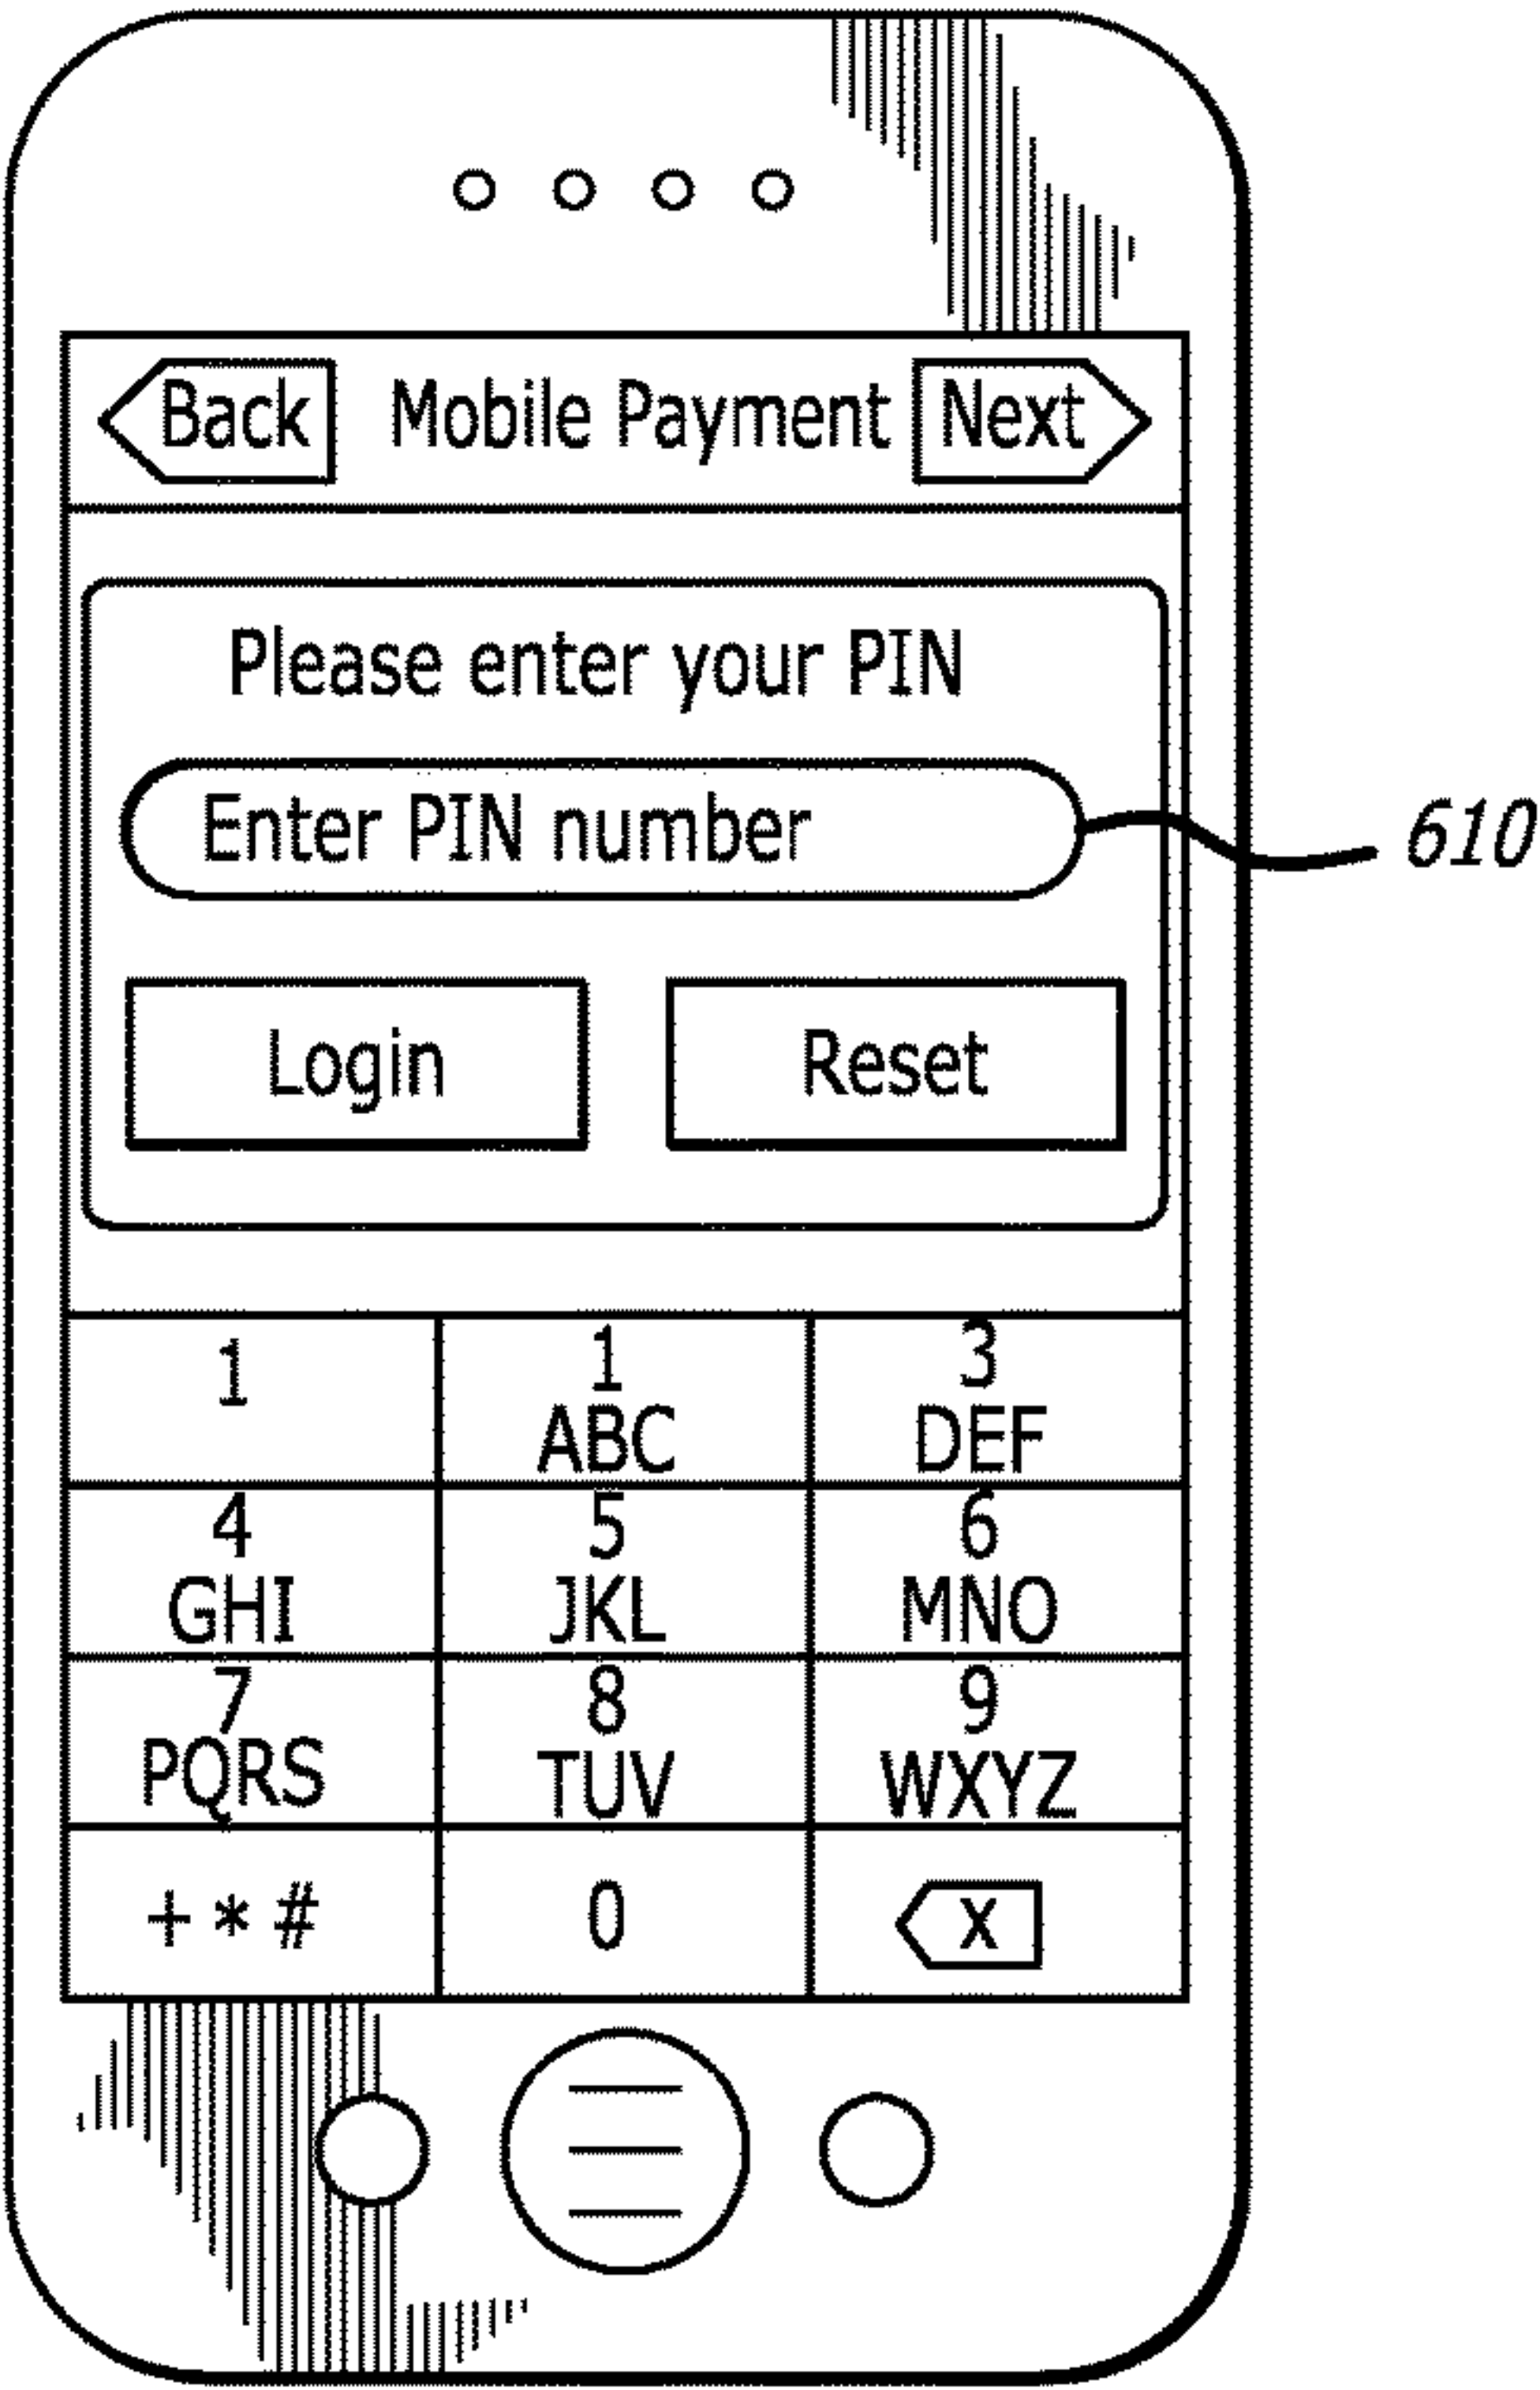 Back Mobile Payment Next
Please enter your PIN
Enter PIN number
610
Login Reset
1 1 3
ABC DEF
4 5 6
GHI JKL MNO
7 8 9
PQRS TUV WXYZ
+ * # 0 X